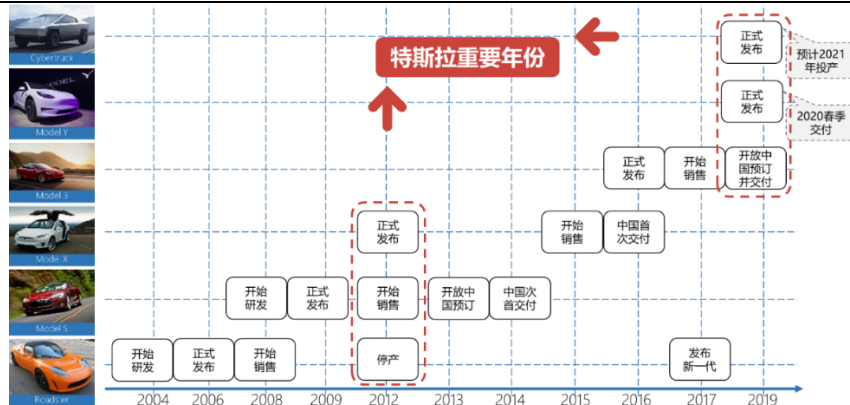 特斯拉重要年份
Cybertruck
正式
发布
预计2021
年投产
Model Y
正式
发布
2020春季
交付
Model 3
正式
发布
开始
销售
开放中
国预订
并交付
Model X
正式
发布
开始
销售
中国首
次交付
Model S
开始
研发
正式
发布
开始
销售
开放中
国预订
中国次
首交付
Roadster
开始
研发
正式
发布
开始
销售
停产
发布
新一代
2004 2006 2008 2009 2012 2013 2014 2015 2016 2017 2019